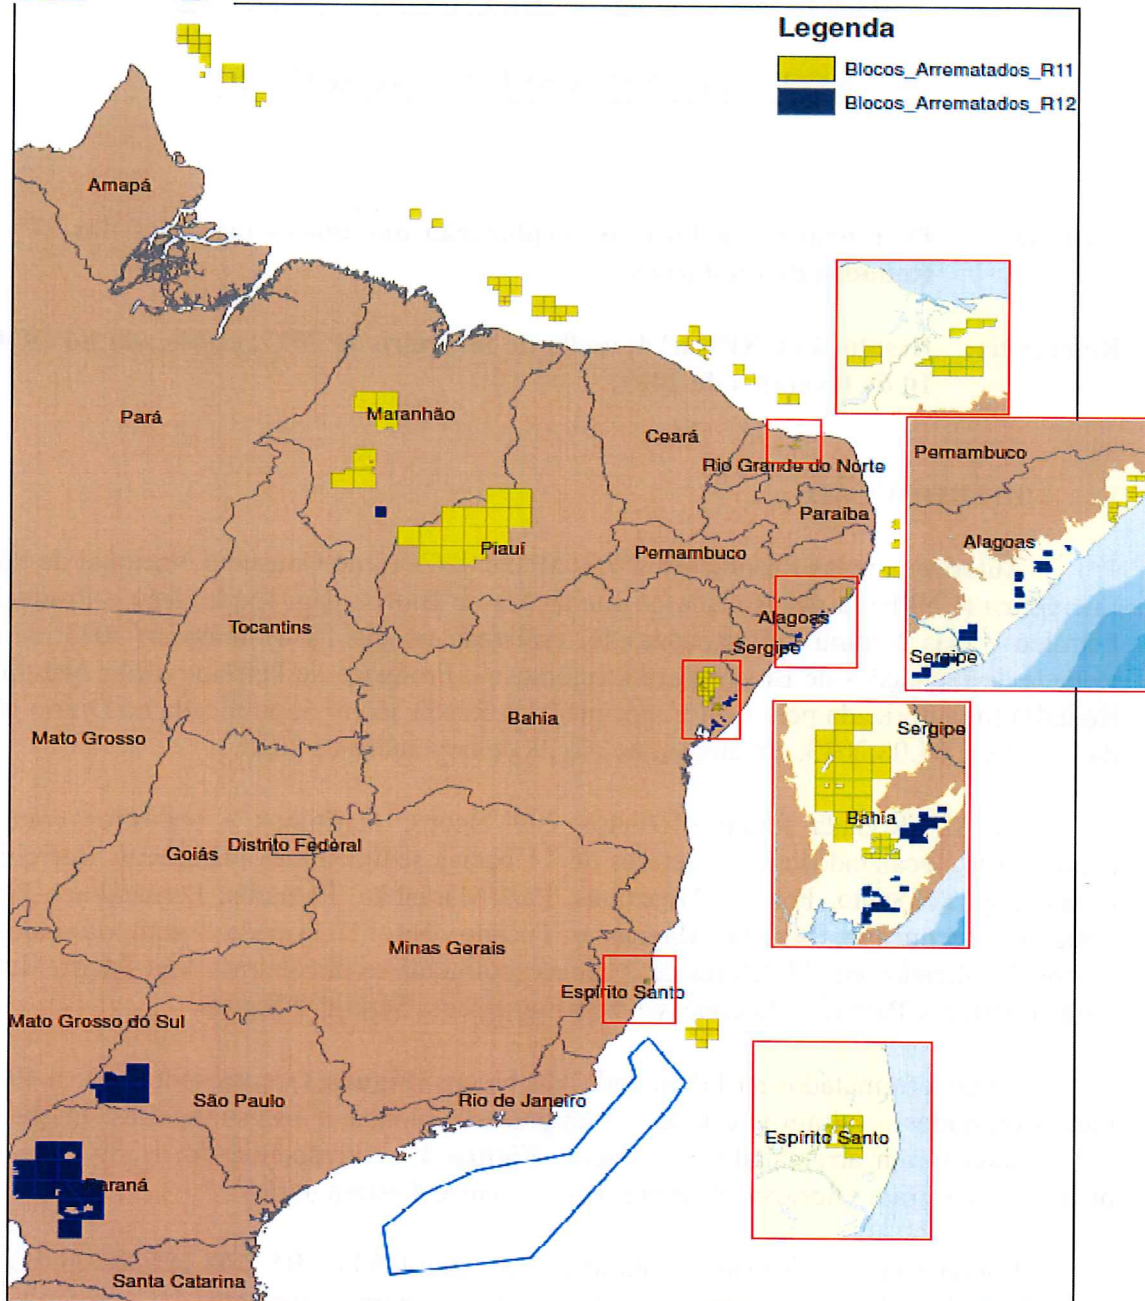 Legenda
Blocos_Arrematados_R11
Blocos_Arrematados_R12
Amapá
Pará
Maranhão
Ceará
Rio Grande do Norte
Paraíba
Piauí
Pernambuco
Alagoas
Sergipe
Tocantins
Bahia
Mato Grosso
Goiás
Distrito Federal
Minas Gerais
Espírito Santo
Mato Grosso do Sul
São Paulo
Rio de Janeiro
Paraná
Santa Catarina
Pernambuco
Alagoas
Sergipe
Sergipe
Bahia
Espírito Santo